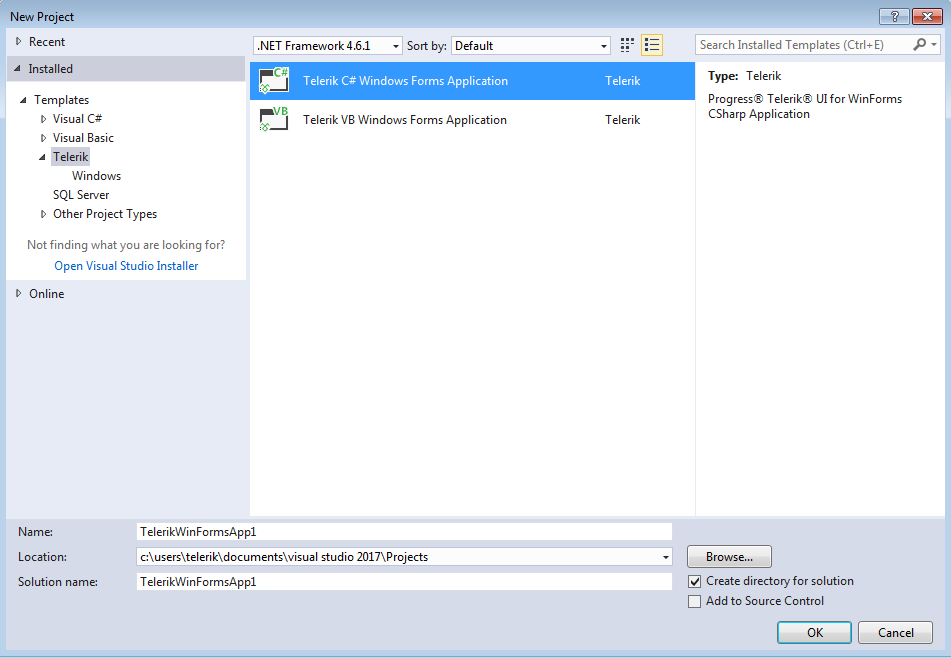 New Project
?
Recent
.NET Framework 4.6.1 Sort by: Default
Search Installed Templates (Ctrl+E)
Installed
Templates
Visual C#
Visual Basic
Telerik
Windows
SQL Server
Other Project Types
Not finding what you are looking for?
Open Visual Studio Installer
Online
C# Telerik C# Windows Forms Application Telerik
VB Telerik VB Windows Forms Application Telerik
Type: Telerik
Progress® Telerik® UI for WinForms
CSharp Application
Name: TelerikWinFormsApp1
Location: c:\users\telerik\documents\visual studio 2017\Projects Browse...
Solution name: TelerikWinFormsApp1
Create directory for solution
Add to Source Control
OK Cancel